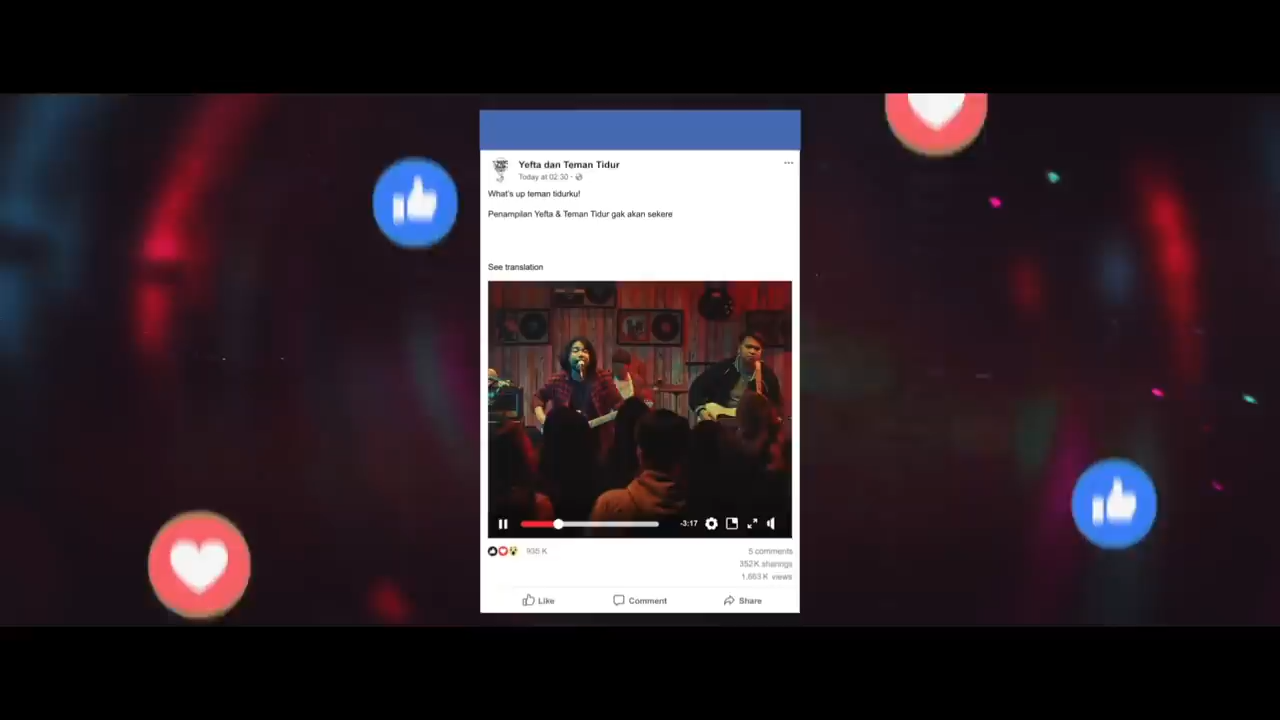 Yefta dan Teman Tidur
Today at 02:30 ·
What's up teman tidurku!
Penampilan Yefta & Teman Tidur gak akan sekere
See translation
-3:17
935 K
5 comments
352K sharings
1.663 K views
Like
Comment
Share